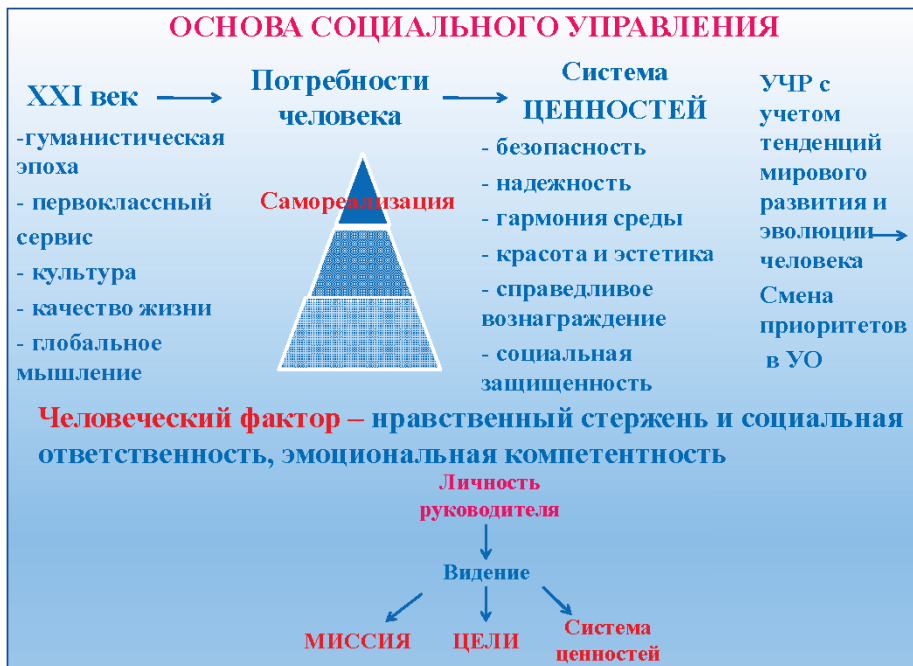 ОСНОВА СОЦИАЛЬНОГО УПРАВЛЕНИЯ
XXI век
-гуманистическая
эпоха
- первоклассный
сервис
- культура
- качество жизни
- глобальное
мышление
Потребности
человека
Самореализация
Система
ЦЕННОСТЕЙ
- безопасность
- надежность
- гармония среды
- красота и эстетика
- справедливое
вознаграждение
- социальная
защищенность
УЧР с
учетом
тенденций
мирового
развития и
эволюции
человека
Смена
приоритетов
в УО
Человеческий фактор – нравственный стержень и социальная
ответственность, эмоциональная компетентность
Личность
руководителя
Видение
МИССИЯ
ЦЕЛИ
Система
ценностей